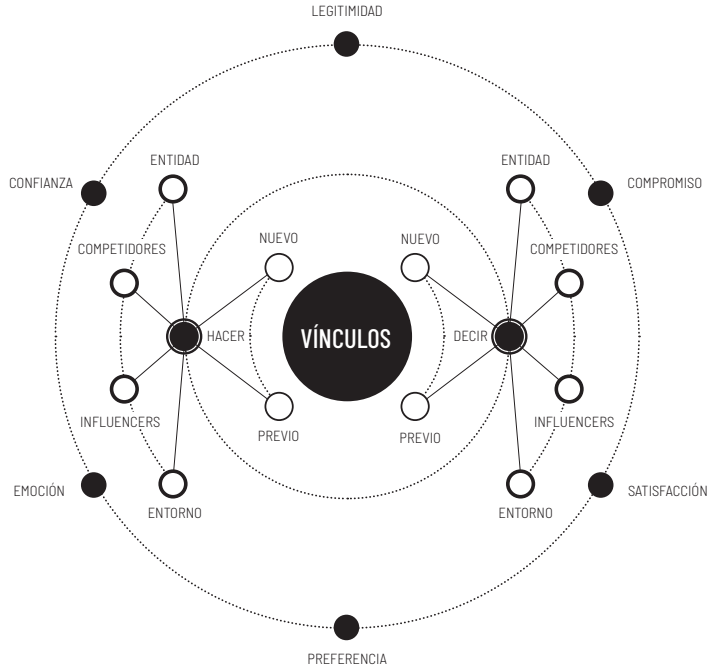 LEGITIMIDAD
ENTIDAD
ENTIDAD
CONFIANZA
COMPROMISO
NUEVO
NUEVO
COMPETIDORES
COMPETIDORES
HACER
VÍNCULOS
DECIR
INFLUENCERS
INFLUENCERS
PREVIO
PREVIO
EMOCIÓN
SATISFACCIÓN
ENTORNO
ENTORNO
PREFERENCIA